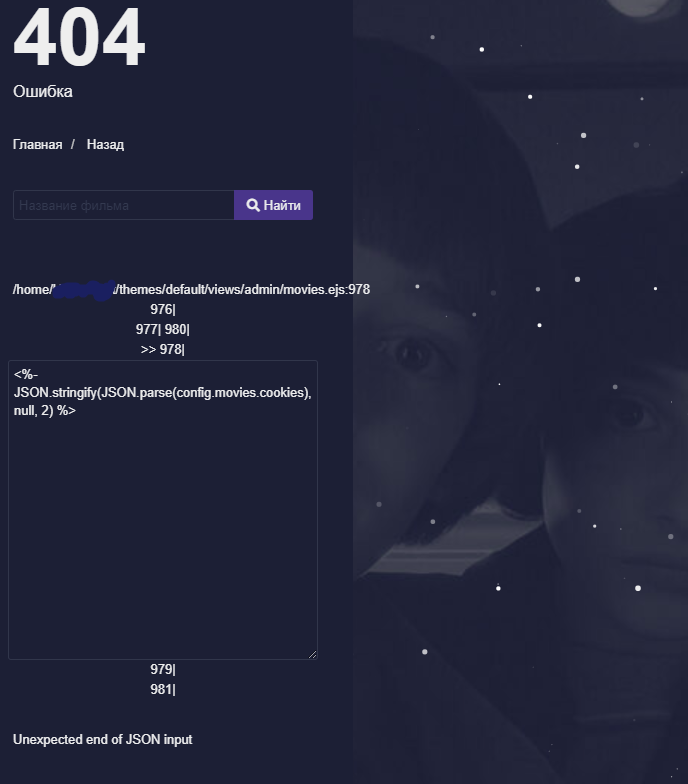 404
Ошибка
Главная / Назад
Название фильма Найти
/home/ /themes/default/views/admin/movies.ejs:978
976|
977| 980|
>> 978|
<%-
JSON.stringify(JSON.parse(config.movies.cookies),
null, 2) %>
979|
981|
Unexpected end of JSON input